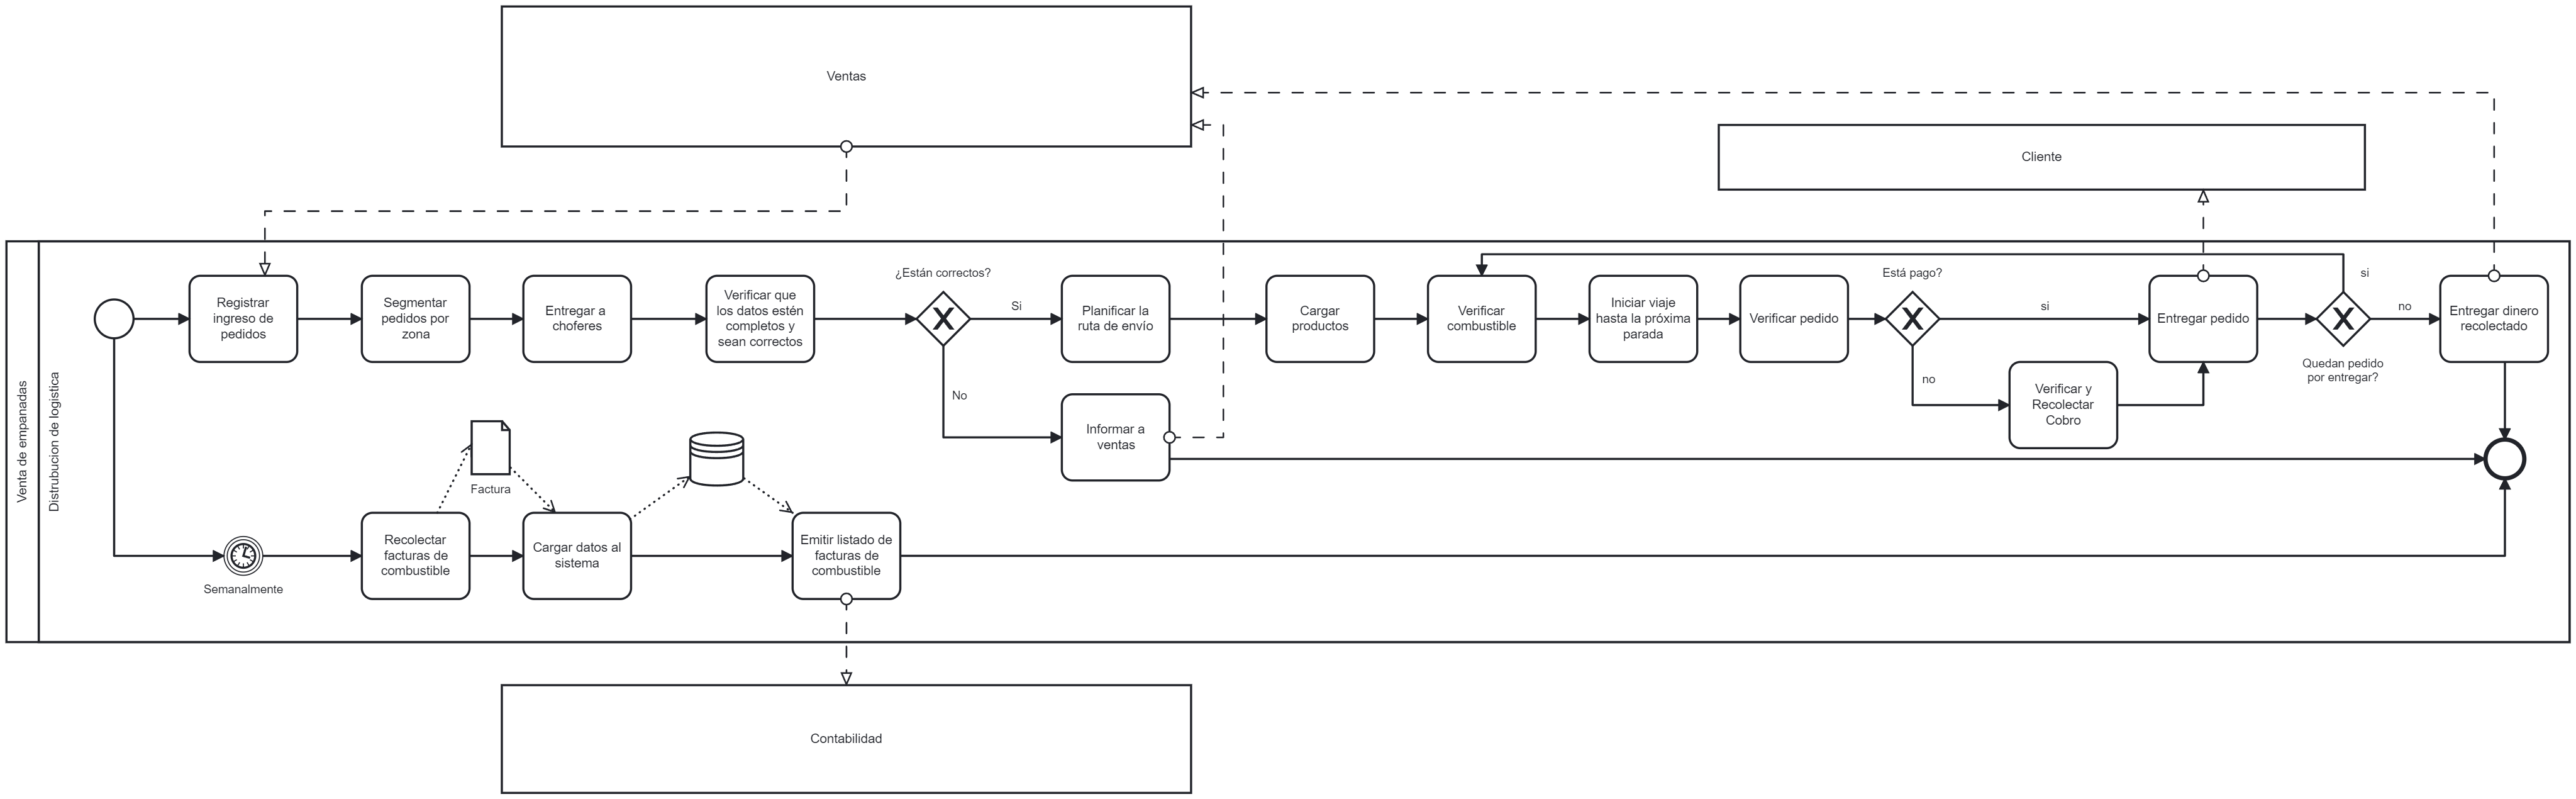 Ventas
Cliente
Venta de empanadas
Distrubucion de logistica
Registrar
ingreso de
pedidos
Segmentar
pedidos por
zona
Entregar a
choferes
Verificar que
los datos estén
completos y
sean correctos
¿Están correctos?
Si
No
Planificar la
ruta de envío
Informar a
ventas
Cargar
productos
Verificar
combustible
Iniciar viaje
hasta la próxima
parada
Verificar pedido
Está pago?
si
no
Verificar y
Recolectar
Cobro
Entregar pedido
si
no
Quedan pedido
por entregar?
Entregar dinero
recolectado
Semanalmente
Recolectar
facturas de
combustible
Factura
Cargar datos al
sistema
Emitir listado de
facturas de
combustible
Contabilidad